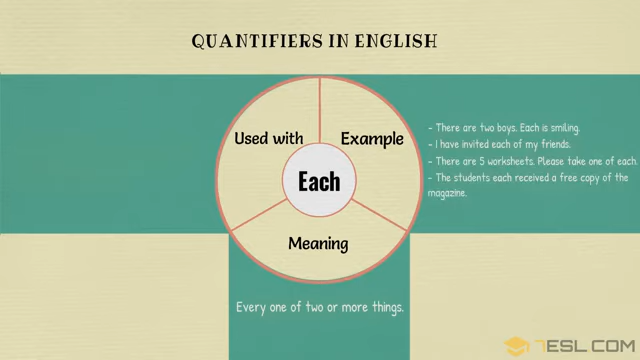 QUANTIFIERS IN ENGLISH
Used with
Example
Each
Meaning
- There are two boys. Each is smiling.
- I have invited each of my friends.
- There are 5 worksheets. Please take one of each.
- The students each received a free copy of the
magazine.
Every one of two or more things.
7ESL.COM